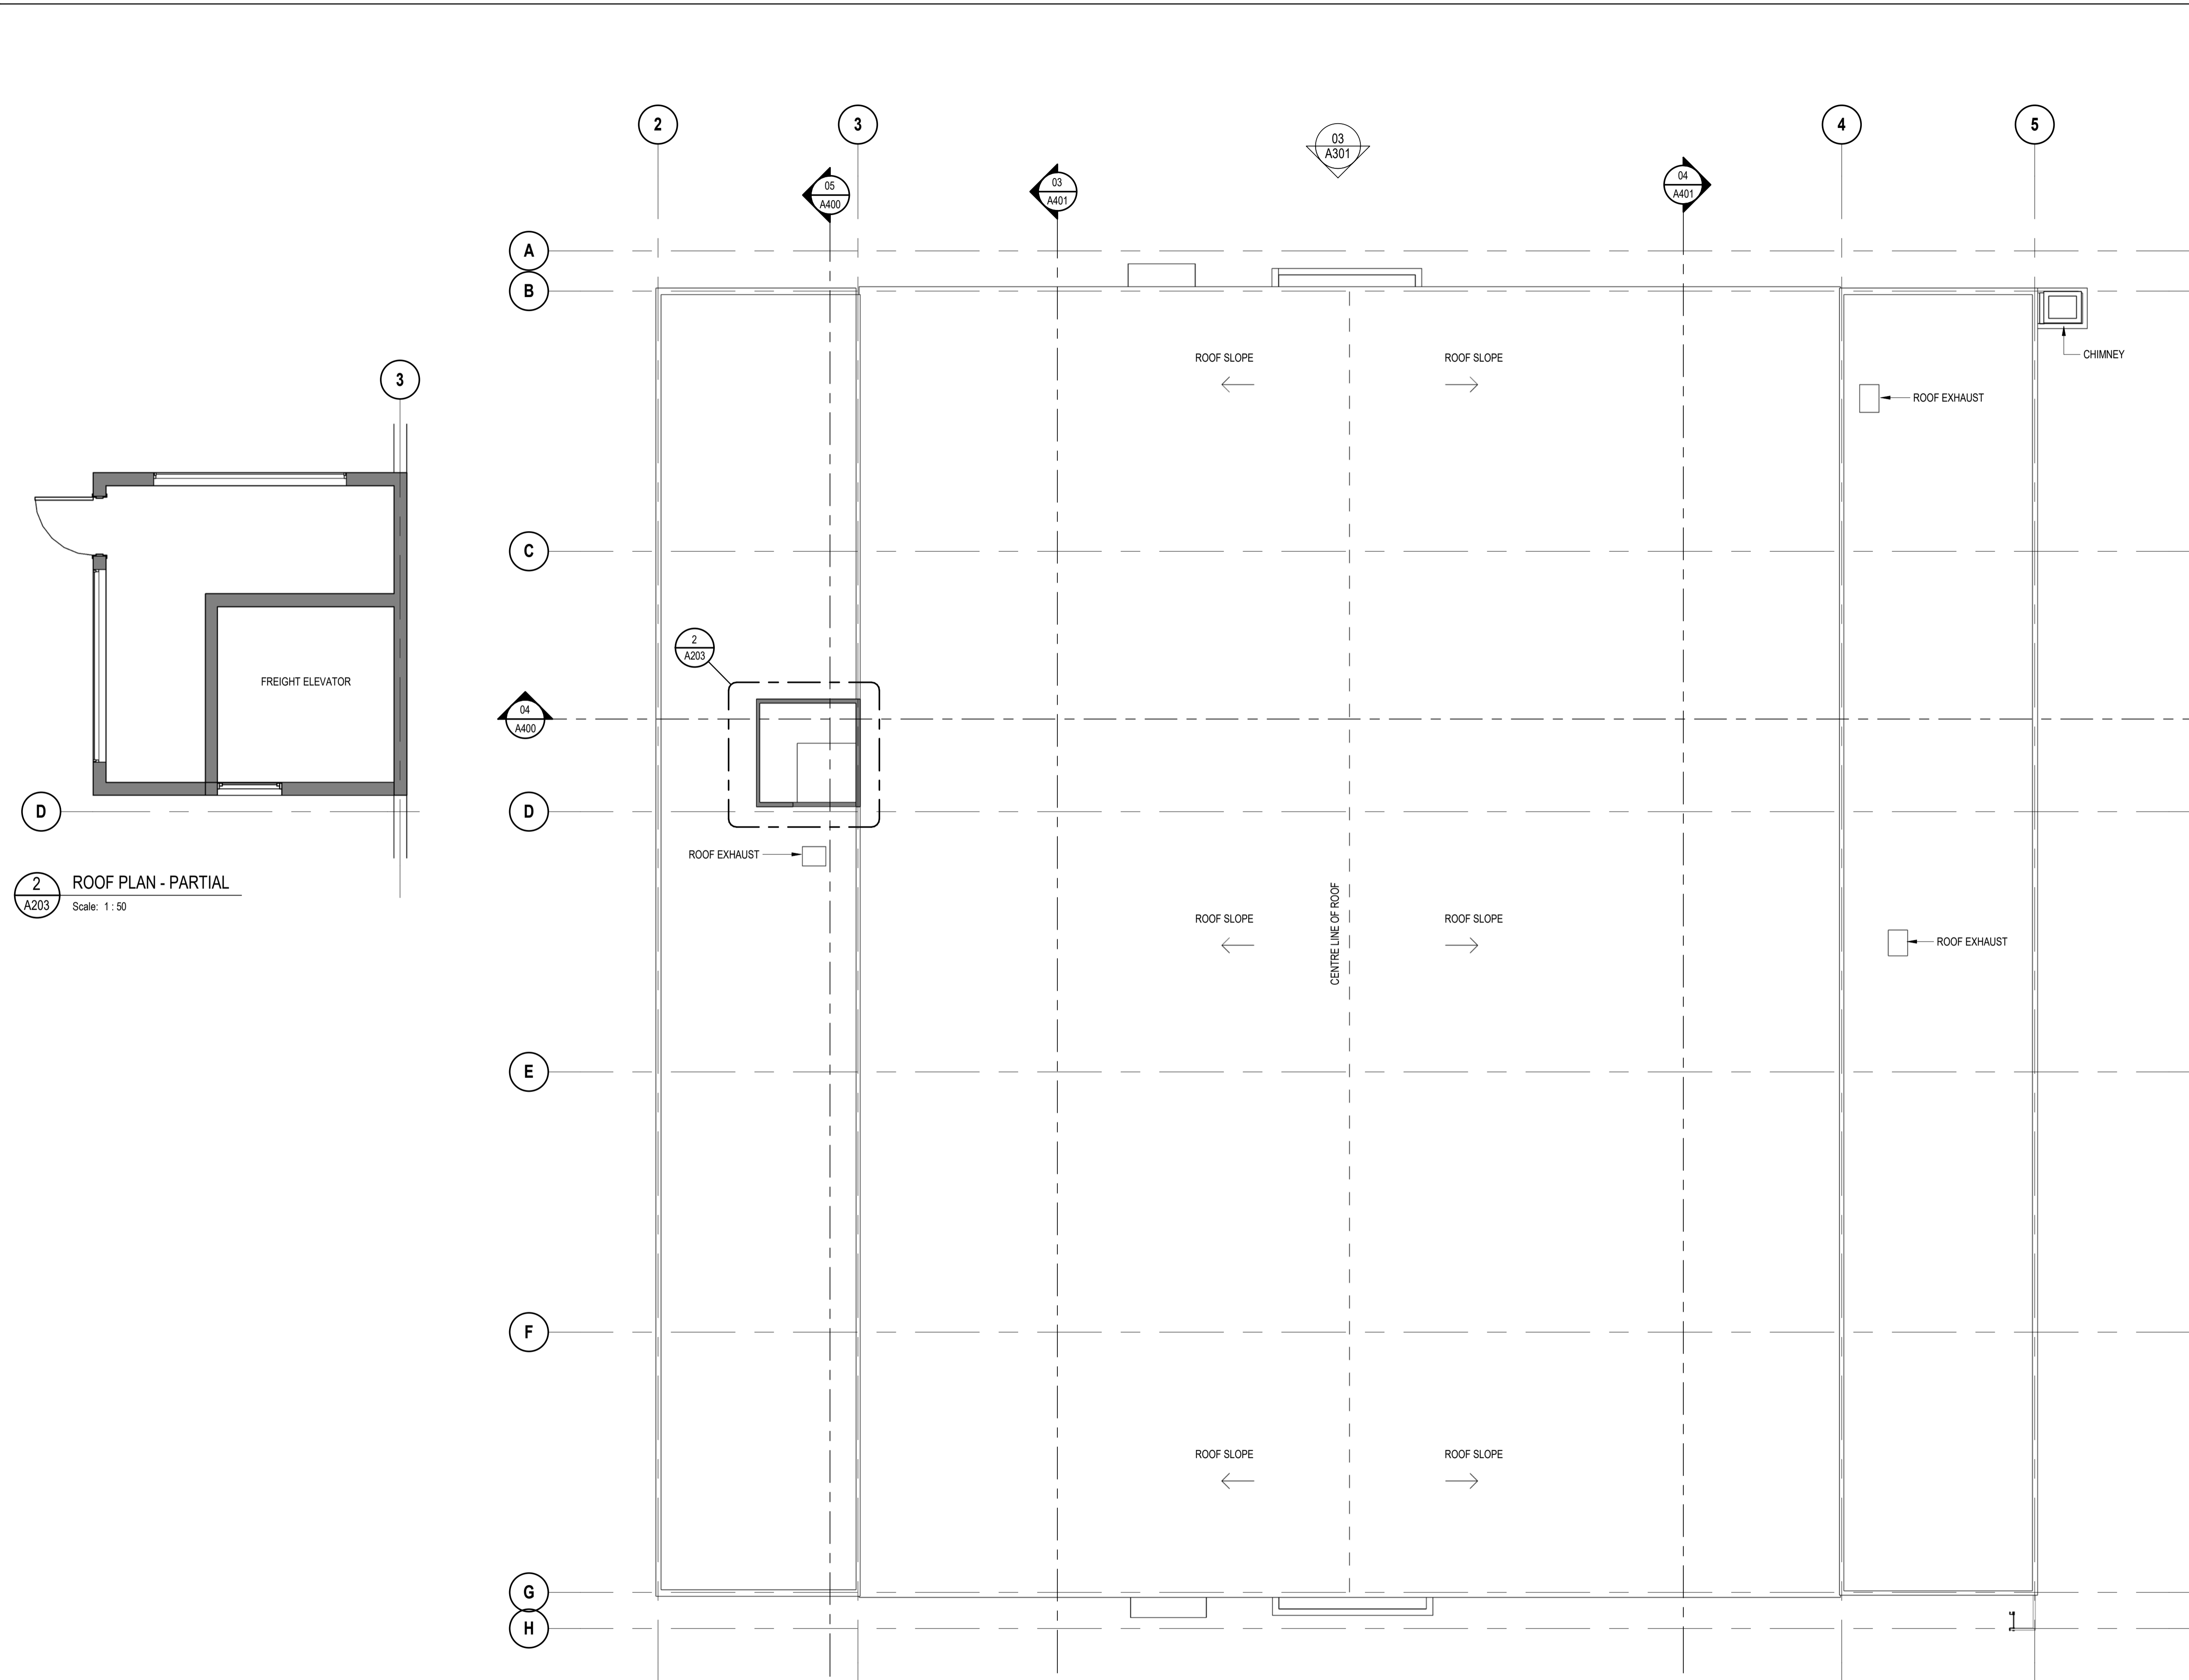 2
3
4
5
03
A301
05
A400
03
A401
04
A401
A
B
ROOF SLOPE
ROOF SLOPE
CHIMNEY
3
ROOF EXHAUST
C
2
A203
FREIGHT ELEVATOR
04
A400
D
D
ROOF EXHAUST
2
A203
ROOF PLAN - PARTIAL
Scale: 1 : 50
CENTRE LINE OF ROOF
ROOF SLOPE
ROOF SLOPE
ROOF EXHAUST
E
F
ROOF SLOPE
ROOF SLOPE
G
H